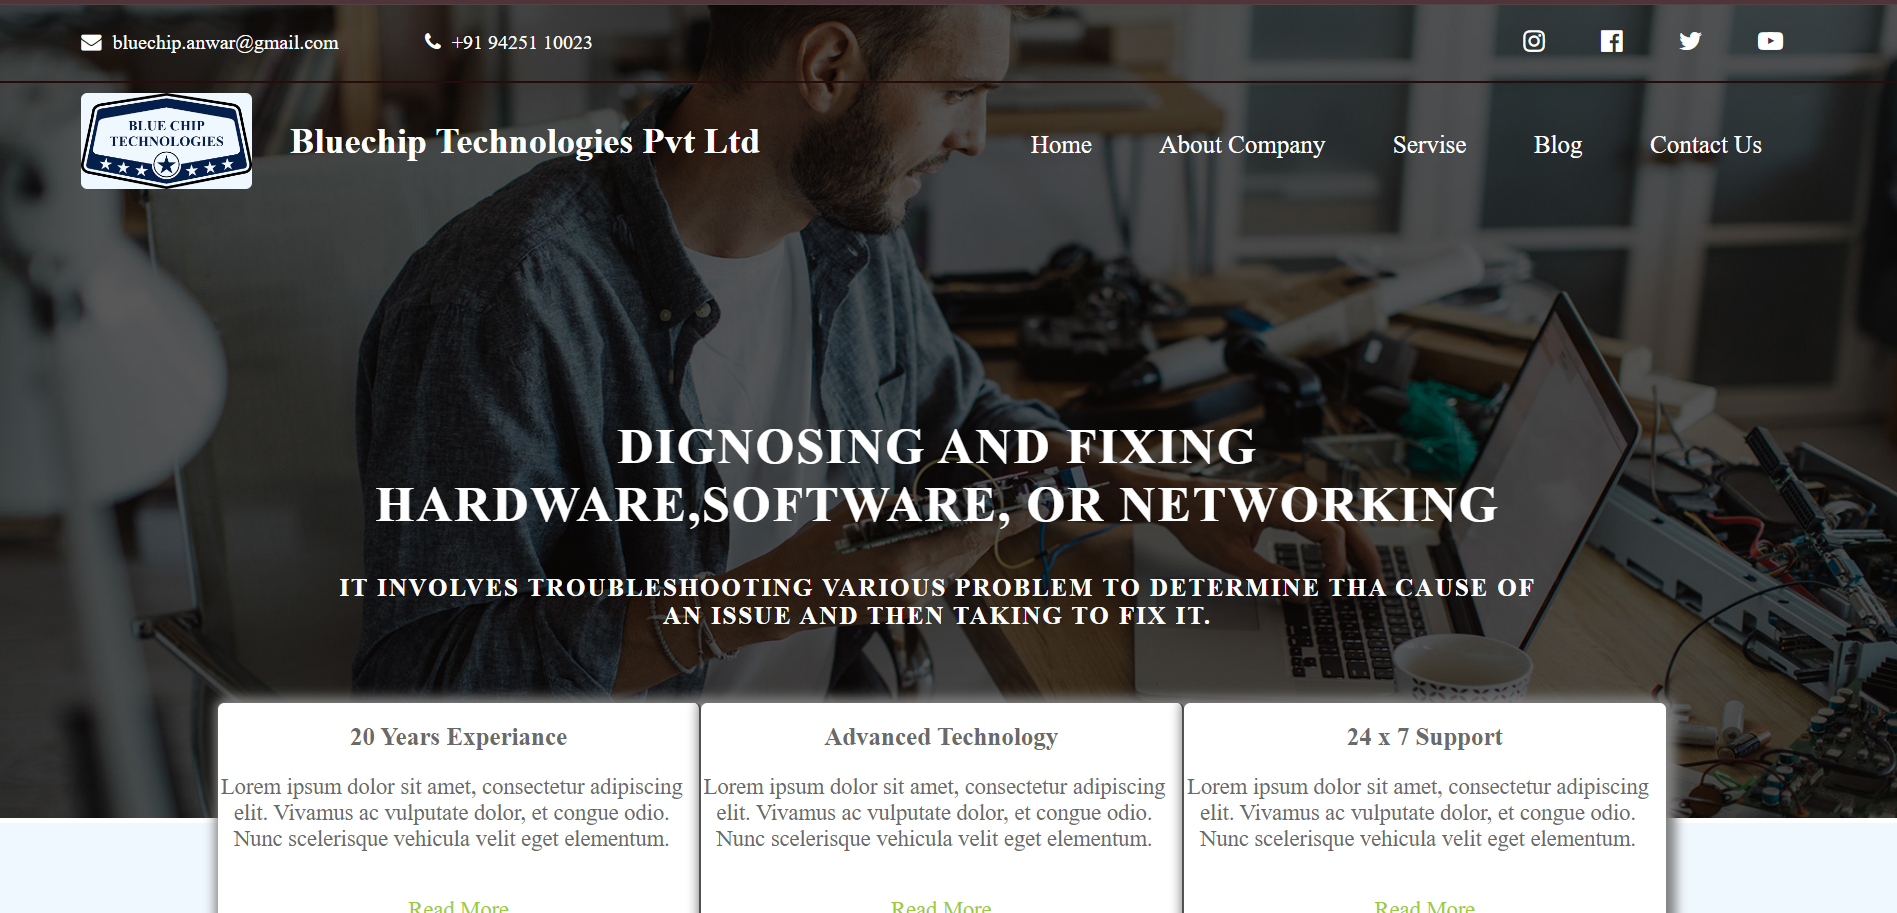 bluechip.anwar@gmail.com
+91 94251 10023
BLUE CHIP
TECHNOLOGIES
Bluechip Technologies Pvt Ltd
Home
About Company
Servise
Blog
Contact Us
DIGNOSING AND FIXING
HARDWARE,SOFTWARE, OR NETWORKING
IT INVOLVES TROUBLESHOOTING VARIOUS PROBLEM TO DETERMINE THA CAUSE OF
AN ISSUE AND THEN TAKING TO FIX IT.
20 Years Experiance
Lorem ipsum dolor sit amet, consectetur adipiscing
elit. Vivamus ac vulputate dolor, et congue odio.
Nunc scelerisque vehicula velit eget elementum.
Read More
Advanced Technology
Lorem ipsum dolor sit amet, consectetur adipiscing
elit. Vivamus ac vulputate dolor, et congue odio.
Nunc scelerisque vehicula velit eget elementum.
Read More
24 x 7 Support
Lorem ipsum dolor sit amet, consectetur adipiscing
elit. Vivamus ac vulputate dolor, et congue odio.
Nunc scelerisque vehicula velit eget elementum.
Read More